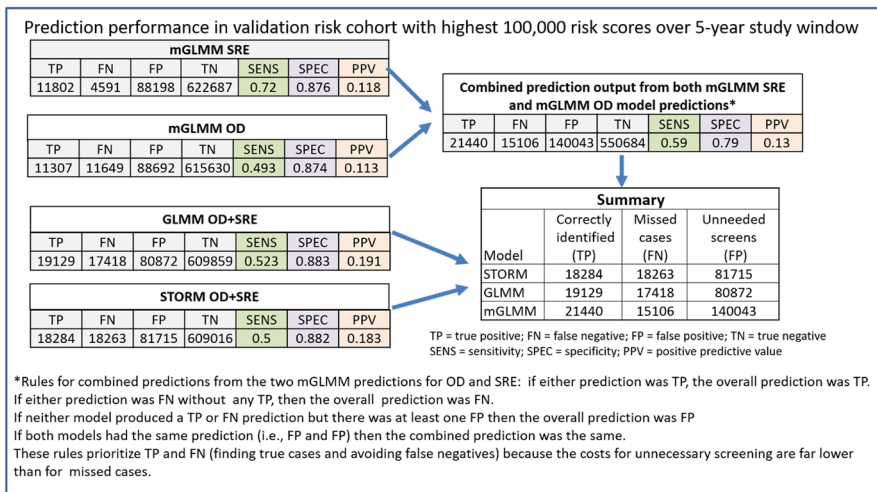 Prediction performance in validation risk cohort with highest 100,000 risk scores over 5-year study window
mGLMM SRE
TP FN FP TN SENS SPEC PPV
11802 4591 88198 622687 0.72 0.876 0.118
mGLMM OD
TP FN FP TN SENS SPEC PPV
11307 11649 88692 615630 0.493 0.874 0.113
GLMM OD+SRE
TP FN FP TN SENS SPEC PPV
19129 17418 80872 609859 0.523 0.883 0.191
STORM OD+SRE
TP FN FP TN SENS SPEC PPV
18284 18263 81715 609016 0.5 0.882 0.183
Combined prediction output from both mGLMM SRE
and mGLMM OD model predictions*
TP FN FP TN SENS SPEC PPV
21440 15106 140043 550684 0.59 0.79 0.13
Summary
Correctly Missed Unneeded
identified cases screens
Model (TP) (FN) (FP)
STORM 18284 18263 81715
GLMM 19129 17418 80872
mGLMM 21440 15106 140043
TP = true positive; FN = false negative; FP = false positive; TN = true negative
SENS = sensitivity; SPEC = specificity; PPV = positive predictive value
*Rules for combined predictions from the two mGLMM predictions for OD and SRE: if either prediction was TP, the overall prediction was TP.
If either prediction was FN without any TP, then the overall prediction was FN.
If neither model produced a TP or FN prediction but there was at least one FP then the overall prediction was FP
If both models had the same prediction (i.e., FP and FP) then the combined prediction was the same.
These rules prioritize TP and FN (finding true cases and avoiding false negatives) because the costs for unnecessary screening are far lower
than for missed cases.